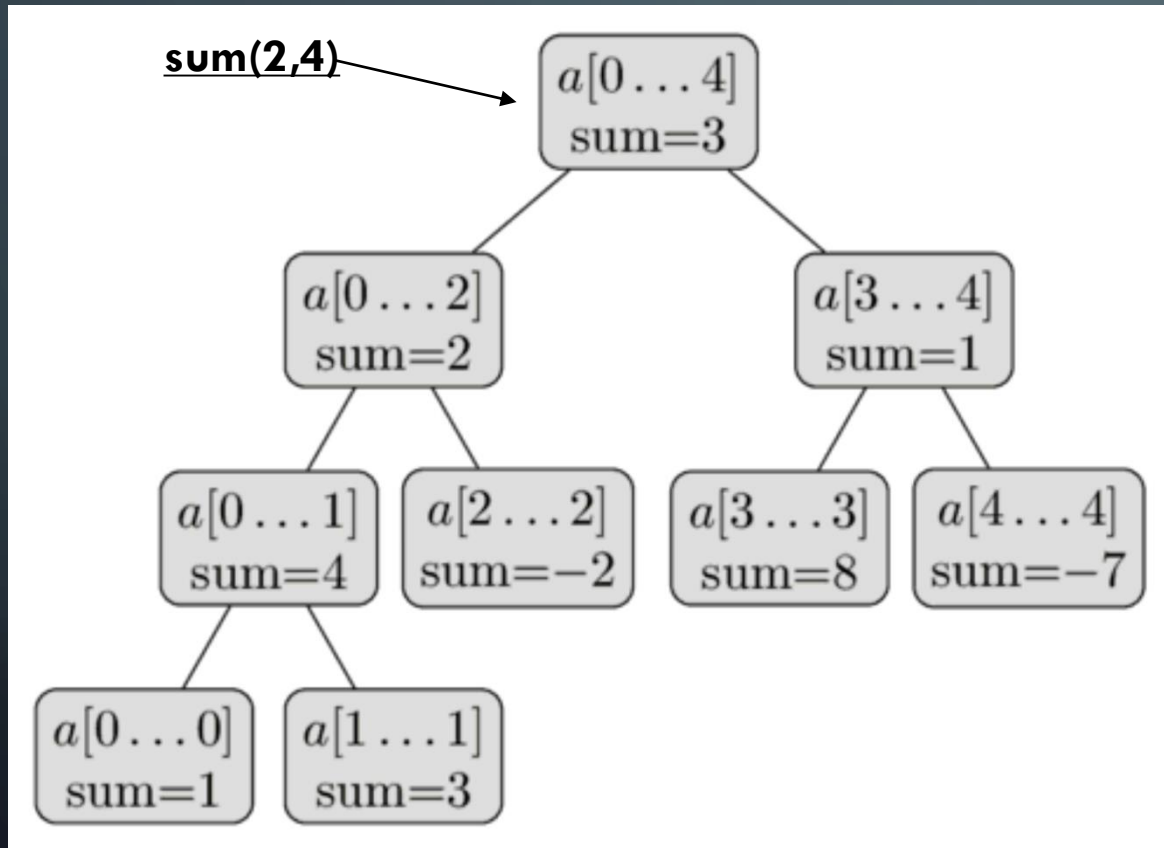 sum(2,4)
a[0...4]
sum=3
a[0...2]
sum=2
a[3...4]
sum=1
a[0...1]
sum=4
a[2...2]
sum=−2
a[3...3]
sum=8
a[4...4]
sum=−7
a[0...0]
sum=1
a[1...1]
sum=3